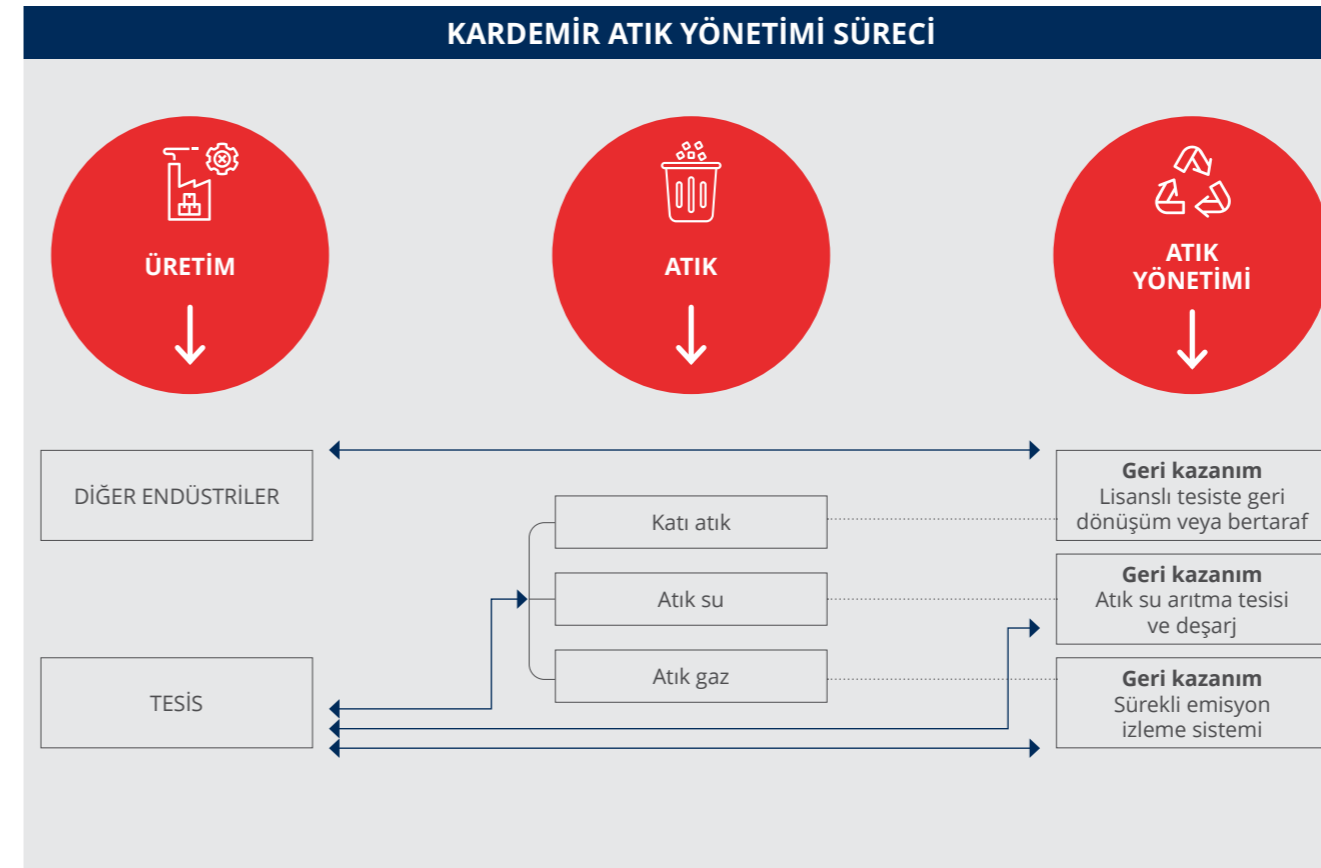 KARDEMİR ATIK YÖNETİMİ SÜRECİ
ÜRETİM
ATIK
ATIK
YÖNETİMİ
DİĞER ENDÜSTRİLER
TESİS
Katı atık
Atık su
Atık gaz
Geri kazanım
Lisanslı tesiste geri
dönüşüm veya bertaraf
Geri kazanım
Atık su arıtma tesisi
ve deşarj
Geri kazanım
Sürekli emisyon
izleme sistemi